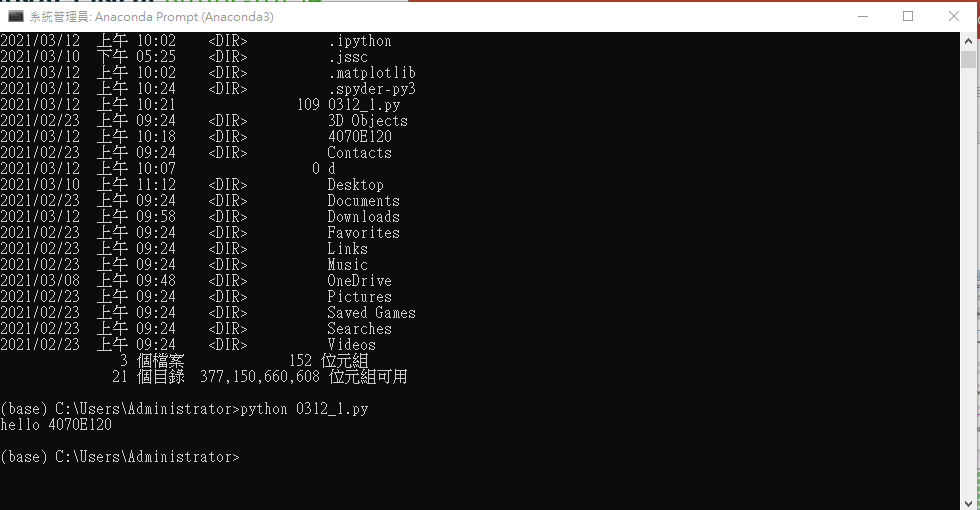 系統管理員: Anaconda Prompt (Anaconda3)
2021/03/12 上午 10:02 <DIR> .ipython
2021/03/10 下午 05:25 <DIR> .jssc
2021/03/12 上午 10:02 <DIR> .matplotlib
2021/03/12 上午 10:24 <DIR> .spyder-py3
2021/03/12 上午 10:21 109 0312_1.py
2021/02/23 上午 09:24 <DIR> 3D Objects
2021/03/12 上午 10:18 <DIR> 4070E120
2021/02/23 上午 09:24 <DIR> Contacts
2021/03/12 上午 10:07 0 d
2021/03/10 上午 11:12 <DIR> Desktop
2021/02/23 上午 09:24 <DIR> Documents
2021/03/12 上午 09:58 <DIR> Downloads
2021/02/23 上午 09:24 <DIR> Favorites
2021/02/23 上午 09:24 <DIR> Links
2021/02/23 上午 09:24 <DIR> Music
2021/03/08 上午 09:48 <DIR> OneDrive
2021/02/23 上午 09:24 <DIR> Pictures
2021/02/23 上午 09:24 <DIR> Saved Games
2021/02/23 上午 09:24 <DIR> Searches
2021/02/23 上午 09:24 <DIR> Videos
3 個檔案 152 位元組
21 個目錄 377,150,660,608 位元組可用
(base) C:\Users\Administrator>python 0312_1.py
hello 4070E120
(base) C:\Users\Administrator>